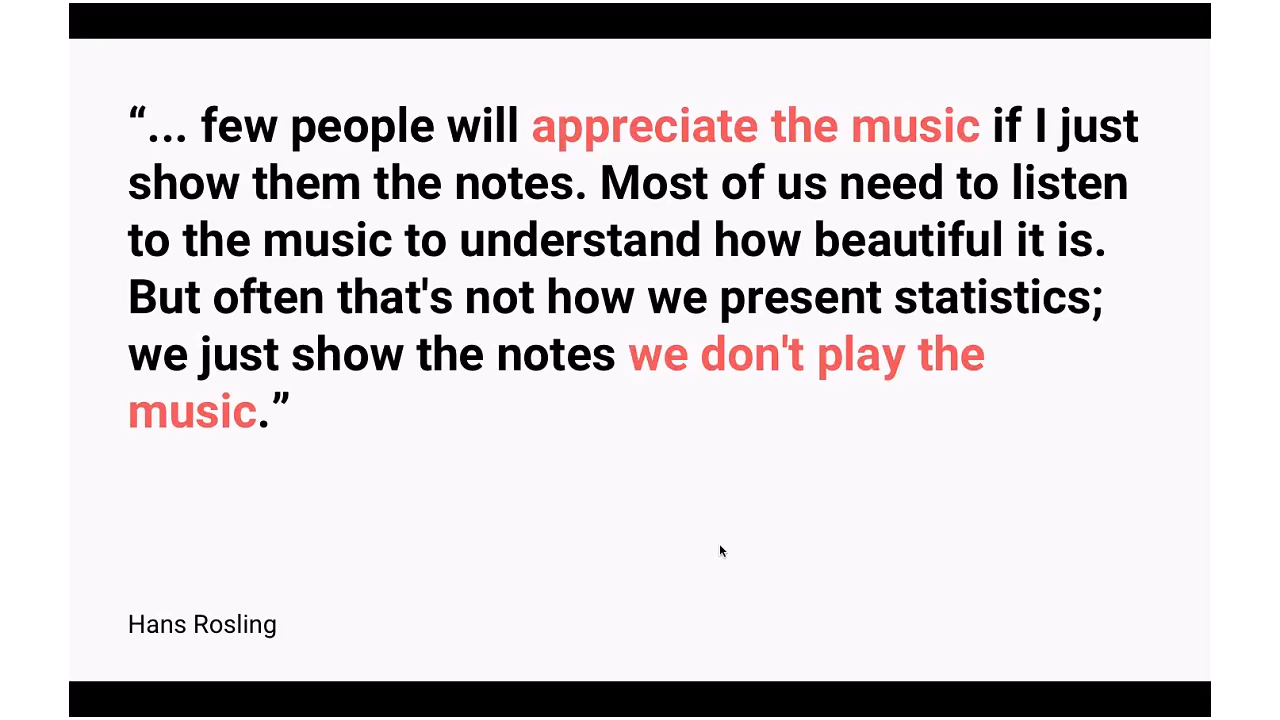 “... few people will appreciate the music if I just
show them the notes. Most of us need to listen
to the music to understand how beautiful it is.
But often that's not how we present statistics;
we just show the notes we don't play the
music.”
Hans Rosling